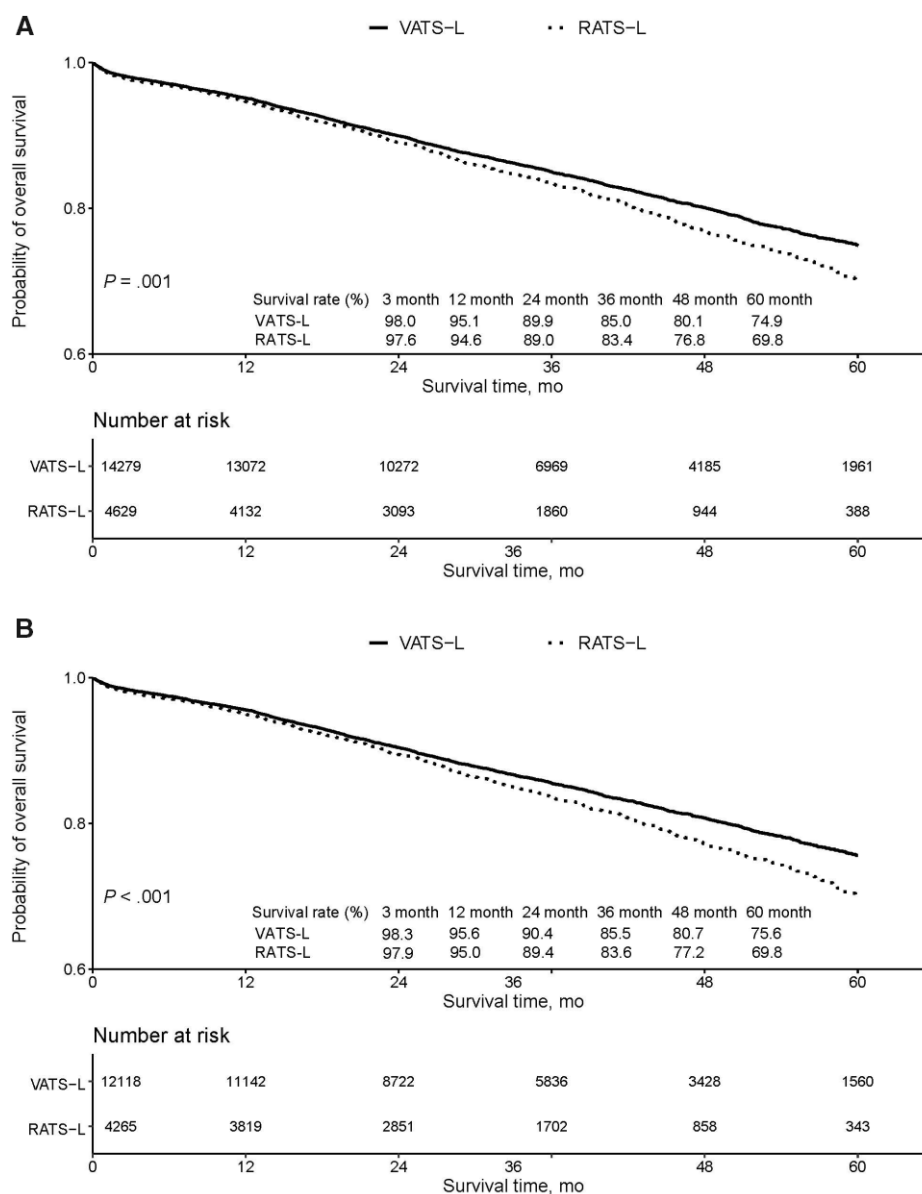 A
VATS-L RATS-L
1.0
0.8
0.6
Probability of overall survival
P = .001
Survival rate (%) 3 month 12 month 24 month 36 month 48 month 60 month
VATS-L 98.0 95.1 89.9 85.0 80.1 74.9
RATS-L 97.6 94.6 89.0 83.4 76.8 69.8
0 12 24 36 48 60
Survival time, mo
Number at risk
VATS-L 14279 13072 10272 6969 4185 1961
RATS-L 4629 4132 3093 1860 944 388
0 12 24 36 48 60
Survival time, mo
B
VATS-L RATS-L
1.0
0.8
0.6
Probability of overall survival
P < .001
Survival rate (%) 3 month 12 month 24 month 36 month 48 month 60 month
VATS-L 98.3 95.6 90.4 85.5 80.7 75.6
RATS-L 97.9 95.0 89.4 83.6 77.2 69.8
0 12 24 36 48 60
Survival time, mo
Number at risk
VATS-L 12118 11142 8722 5836 3428 1560
RATS-L 4265 3819 2851 1702 858 343
0 12 24 36 48 60
Survival time, mo